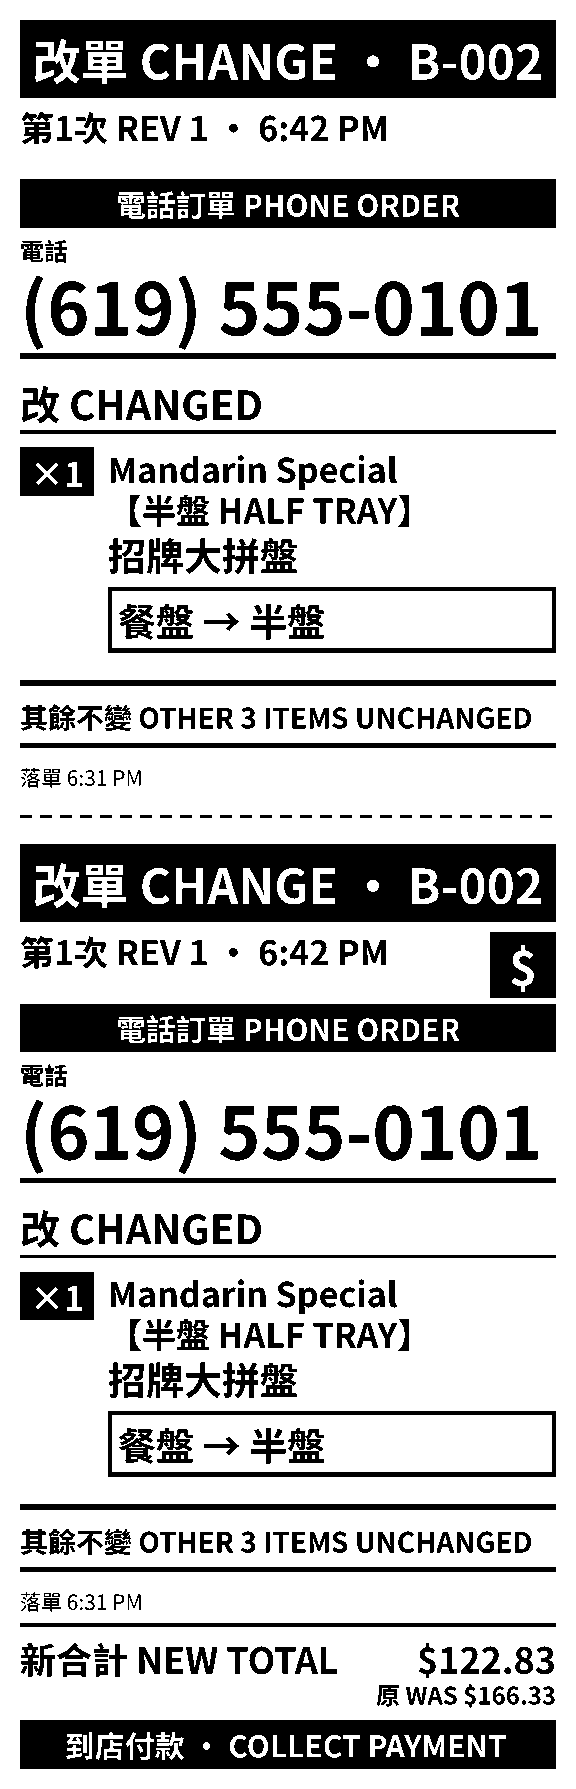 改單 CHANGE • B-002
第1次 REV 1 • 6:42 PM
電話訂單 PHONE ORDER
電話
(619) 555-0101
改 CHANGED
×1 Mandarin Special
【半盤 HALF TRAY】
招牌大拼盤
餐盤 → 半盤
其餘不變 OTHER 3 ITEMS UNCHANGED
落單 6:31 PM
改單 CHANGE • B-002
第1次 REV 1 • 6:42 PM
$
電話訂單 PHONE ORDER
電話
(619) 555-0101
改 CHANGED
×1 Mandarin Special
【半盤 HALF TRAY】
招牌大拼盤
餐盤 → 半盤
其餘不變 OTHER 3 ITEMS UNCHANGED
落單 6:31 PM
新合計 NEW TOTAL $122.83
原 WAS $166.33
到店付款 • COLLECT PAYMENT